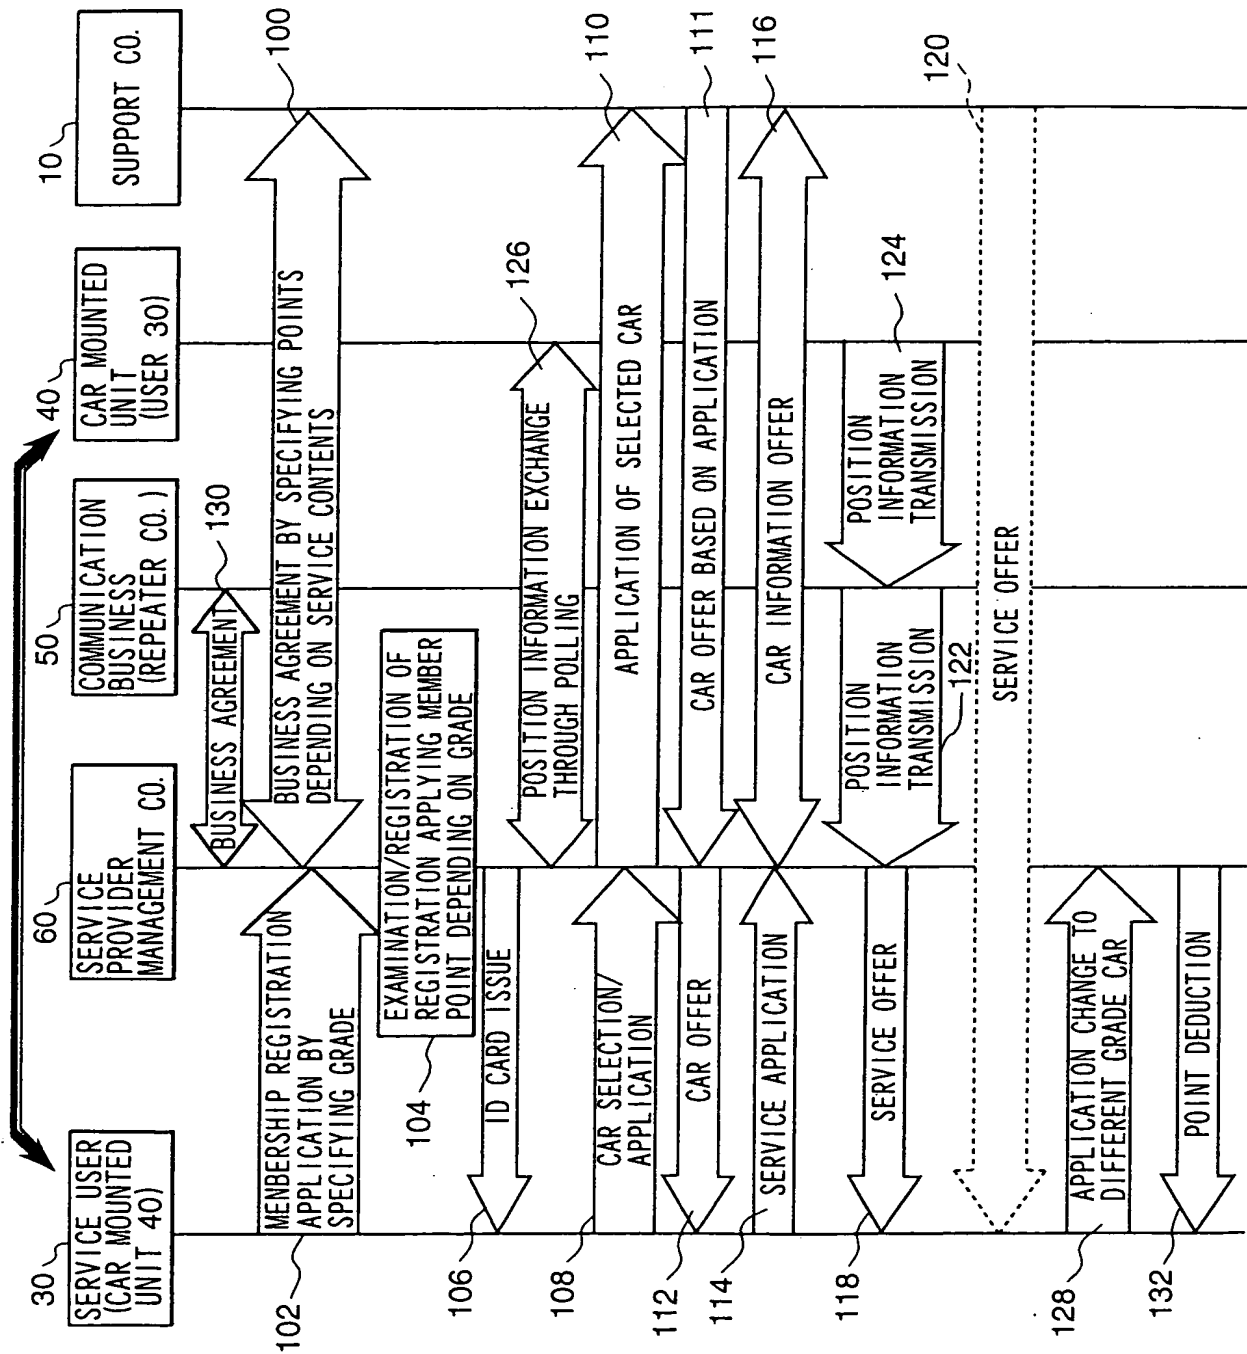 30
SERVICE USER
(CAR MOUNTED
UNIT 40)
60
SERVICE
PROVIDER
MANAGEMENT CO.
50
COMMUNICATION
BUSINESS
(REPEATER CO.)
40
CAR MOUNTED
UNIT
(USER 30)
10
SUPPORT CO.
BUSINESS AGREEMENT
130
102
MEMBERSHIP REGISTRATION
APPLICATION BY
SPECIFYING GRADE
BUSINESS AGREEMENT BY SPECIFYING POINTS
DEPENDING ON SERVICE CONTENTS
100
104
EXAMINATION/REGISTRATION OF
REGISTRATION APPLYING MEMBER
POINT DEPENDING ON GRADE
106
ID CARD ISSUE
POSITION INFORMATION EXCHANGE
THROUGH POLLING
126
108
CAR SELECTION/
APPLICATION
APPLICATION OF SELECTED CAR
110
112
CAR OFFER
CAR OFFER BASED ON APPLICATION
111
114
SERVICE APPLICATION
CAR INFORMATION OFFER
116
118
SERVICE OFFER
POSITION
INFORMATION
TRANSMISSION
122
POSITION
INFORMATION
TRANSMISSION
124
SERVICE OFFER
120
128
APPLICATION CHANGE TO
DIFFERENT GRADE CAR
132
POINT DEDUCTION